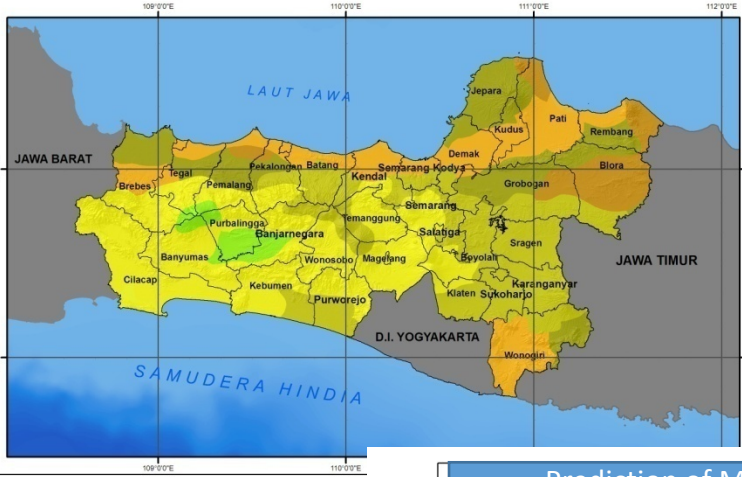 109°0'0"E 110°0'0"E 111°0'0"E 112°0'0"E
LAUT JAWA
Jepara
Pati
Kudus
Rembang
JAWA BARAT
Demak
Blora
Pekalongan Batang
Semarang Kodya
Tegal
Kendal
Brebes
Pemalang
Grobogan
Semarang
Temanggung
Purbalingga
Banjarnegara
Salatiga
Sragen
Banyumas
Wonosobo
Magelang
Boyolali
JAWA TIMUR
Cilacap
Kebumen
Karanganyar
Klaten
Sukoharjo
Purworejo
D.I. YOGYAKARTA
Wonogiri
SAMUDERA HINDIA
109°0'0"E 110°0'0"E
Prediction of M